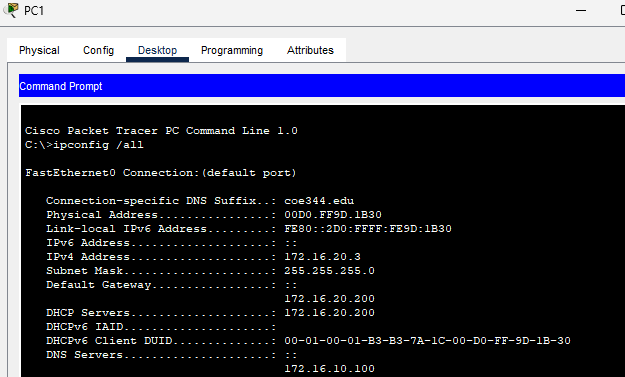 PC1
Physical Config Desktop Programming Attributes
Command Prompt
Cisco Packet Tracer PC Command Line 1.0
C:\>ipconfig /all
FastEthernet0 Connection:(default port)
Connection-specific DNS Suffix..: coe344.edu
Physical Address................: 00D0.FF9D.1B30
Link-local IPv6 Address.........: FE80::2D0:FFFF:FE9D:1B30
IPv6 Address....................: ::
IPv4 Address....................: 172.16.20.3
Subnet Mask.....................: 255.255.255.0
Default Gateway.................: ::
172.16.20.200
DHCP Servers....................: 172.16.20.200
DHCPv6 IAID.....................:
DHCPv6 Client DUID..............: 00-01-00-01-B3-B3-7A-1C-00-D0-FF-9D-1B-30
DNS Servers.....................: ::
172.16.10.100